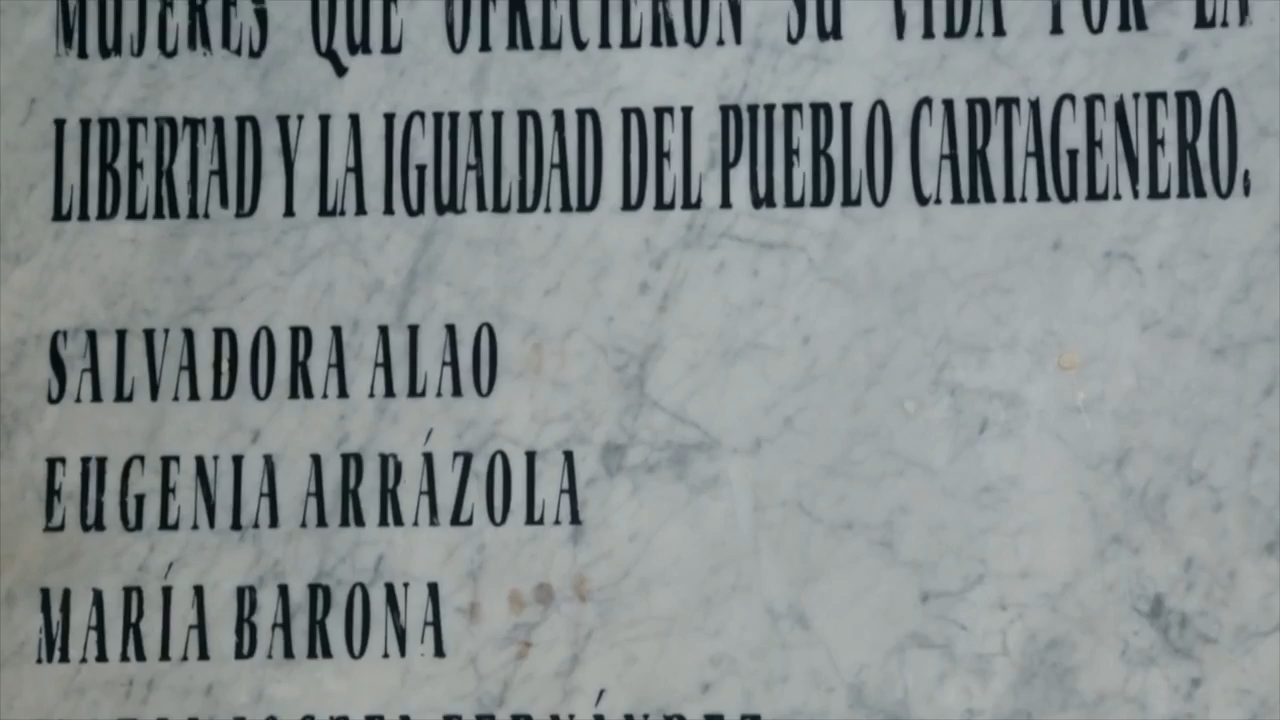 MUJERES QUE OFRECIERON SU VIDA POR LA
LIBERTAD Y LA IGUALDAD DEL PUEBLO CARTAGENERO.
SALVADORA ALAO
EUGENIA ARRÁZOLA
MARÍA BARONA
FERNÁNDEZ